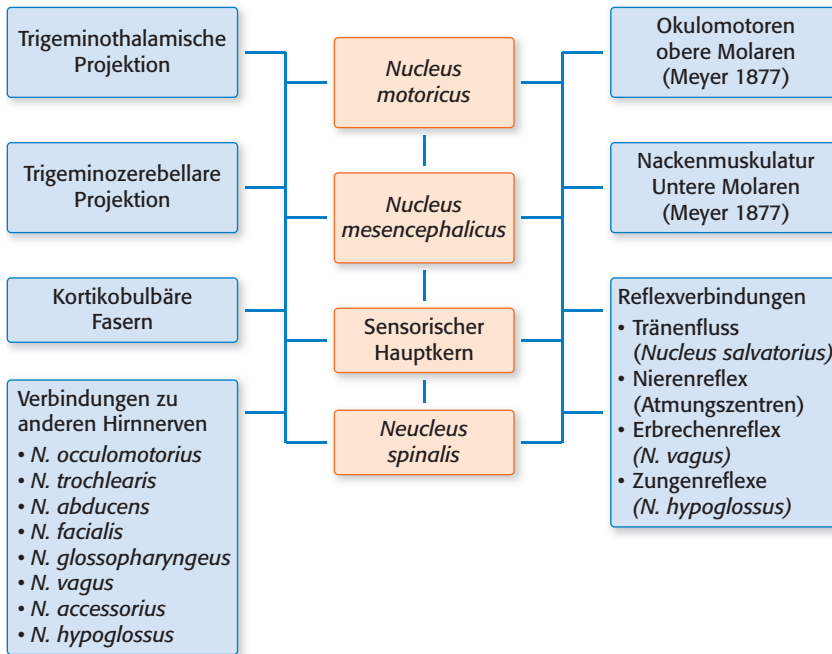 Trigeminothalamische
Projektion
Trigeminozerebellare
Projektion
Kortikobulbäre
Fasern
Verbindungen zu
anderen Hirnnerven
• N. occulomotorius
• N. trochlearis
• N. abducens
• N. facialis
• N. glossopharyngeus
• N. vagus
• N. accessorius
• N. hypoglossus
Nucleus
motoricus
Nucleus
mesencephalicus
Sensorischer
Hauptkern
Neucleus
spinalis
Okulomotoren
obere Molaren
(Meyer 1877)
Nackenmuskulatur
Untere Molaren
(Meyer 1877)
Reflexverbindungen
• Tränenfluss
(Nucleus salvatorius)
• Nierenreflex
(Atmungszentren)
• Erbrechenreflex
(N. vagus)
• Zungenreflexe
(N. hypoglossus)